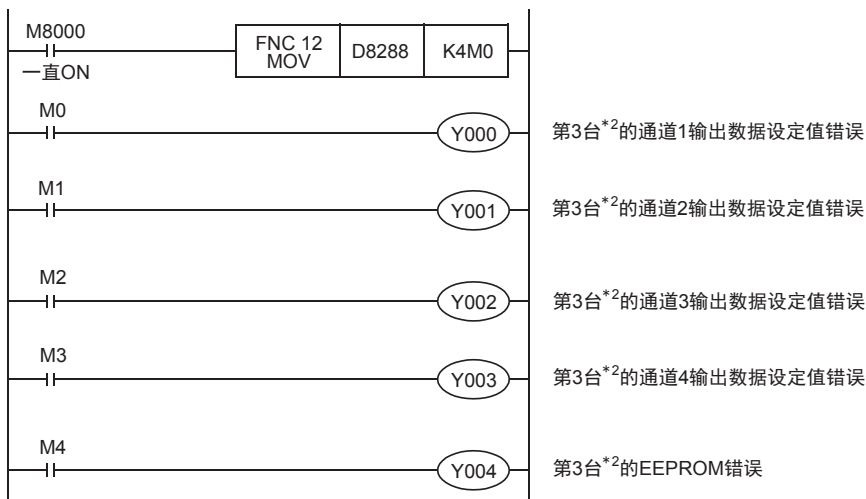 M8000
FNC 12
MOV
D8288
K4M0
一直ON
M0
Y000
第3台*2的通道1输出数据设定值错误
M1
Y001
第3台*2的通道2输出数据设定值错误
M2
Y002
第3台*2的通道3输出数据设定值错误
M3
Y003
第3台*2的通道4输出数据设定值错误
M4
Y004
第3台*2的EEPROM错误